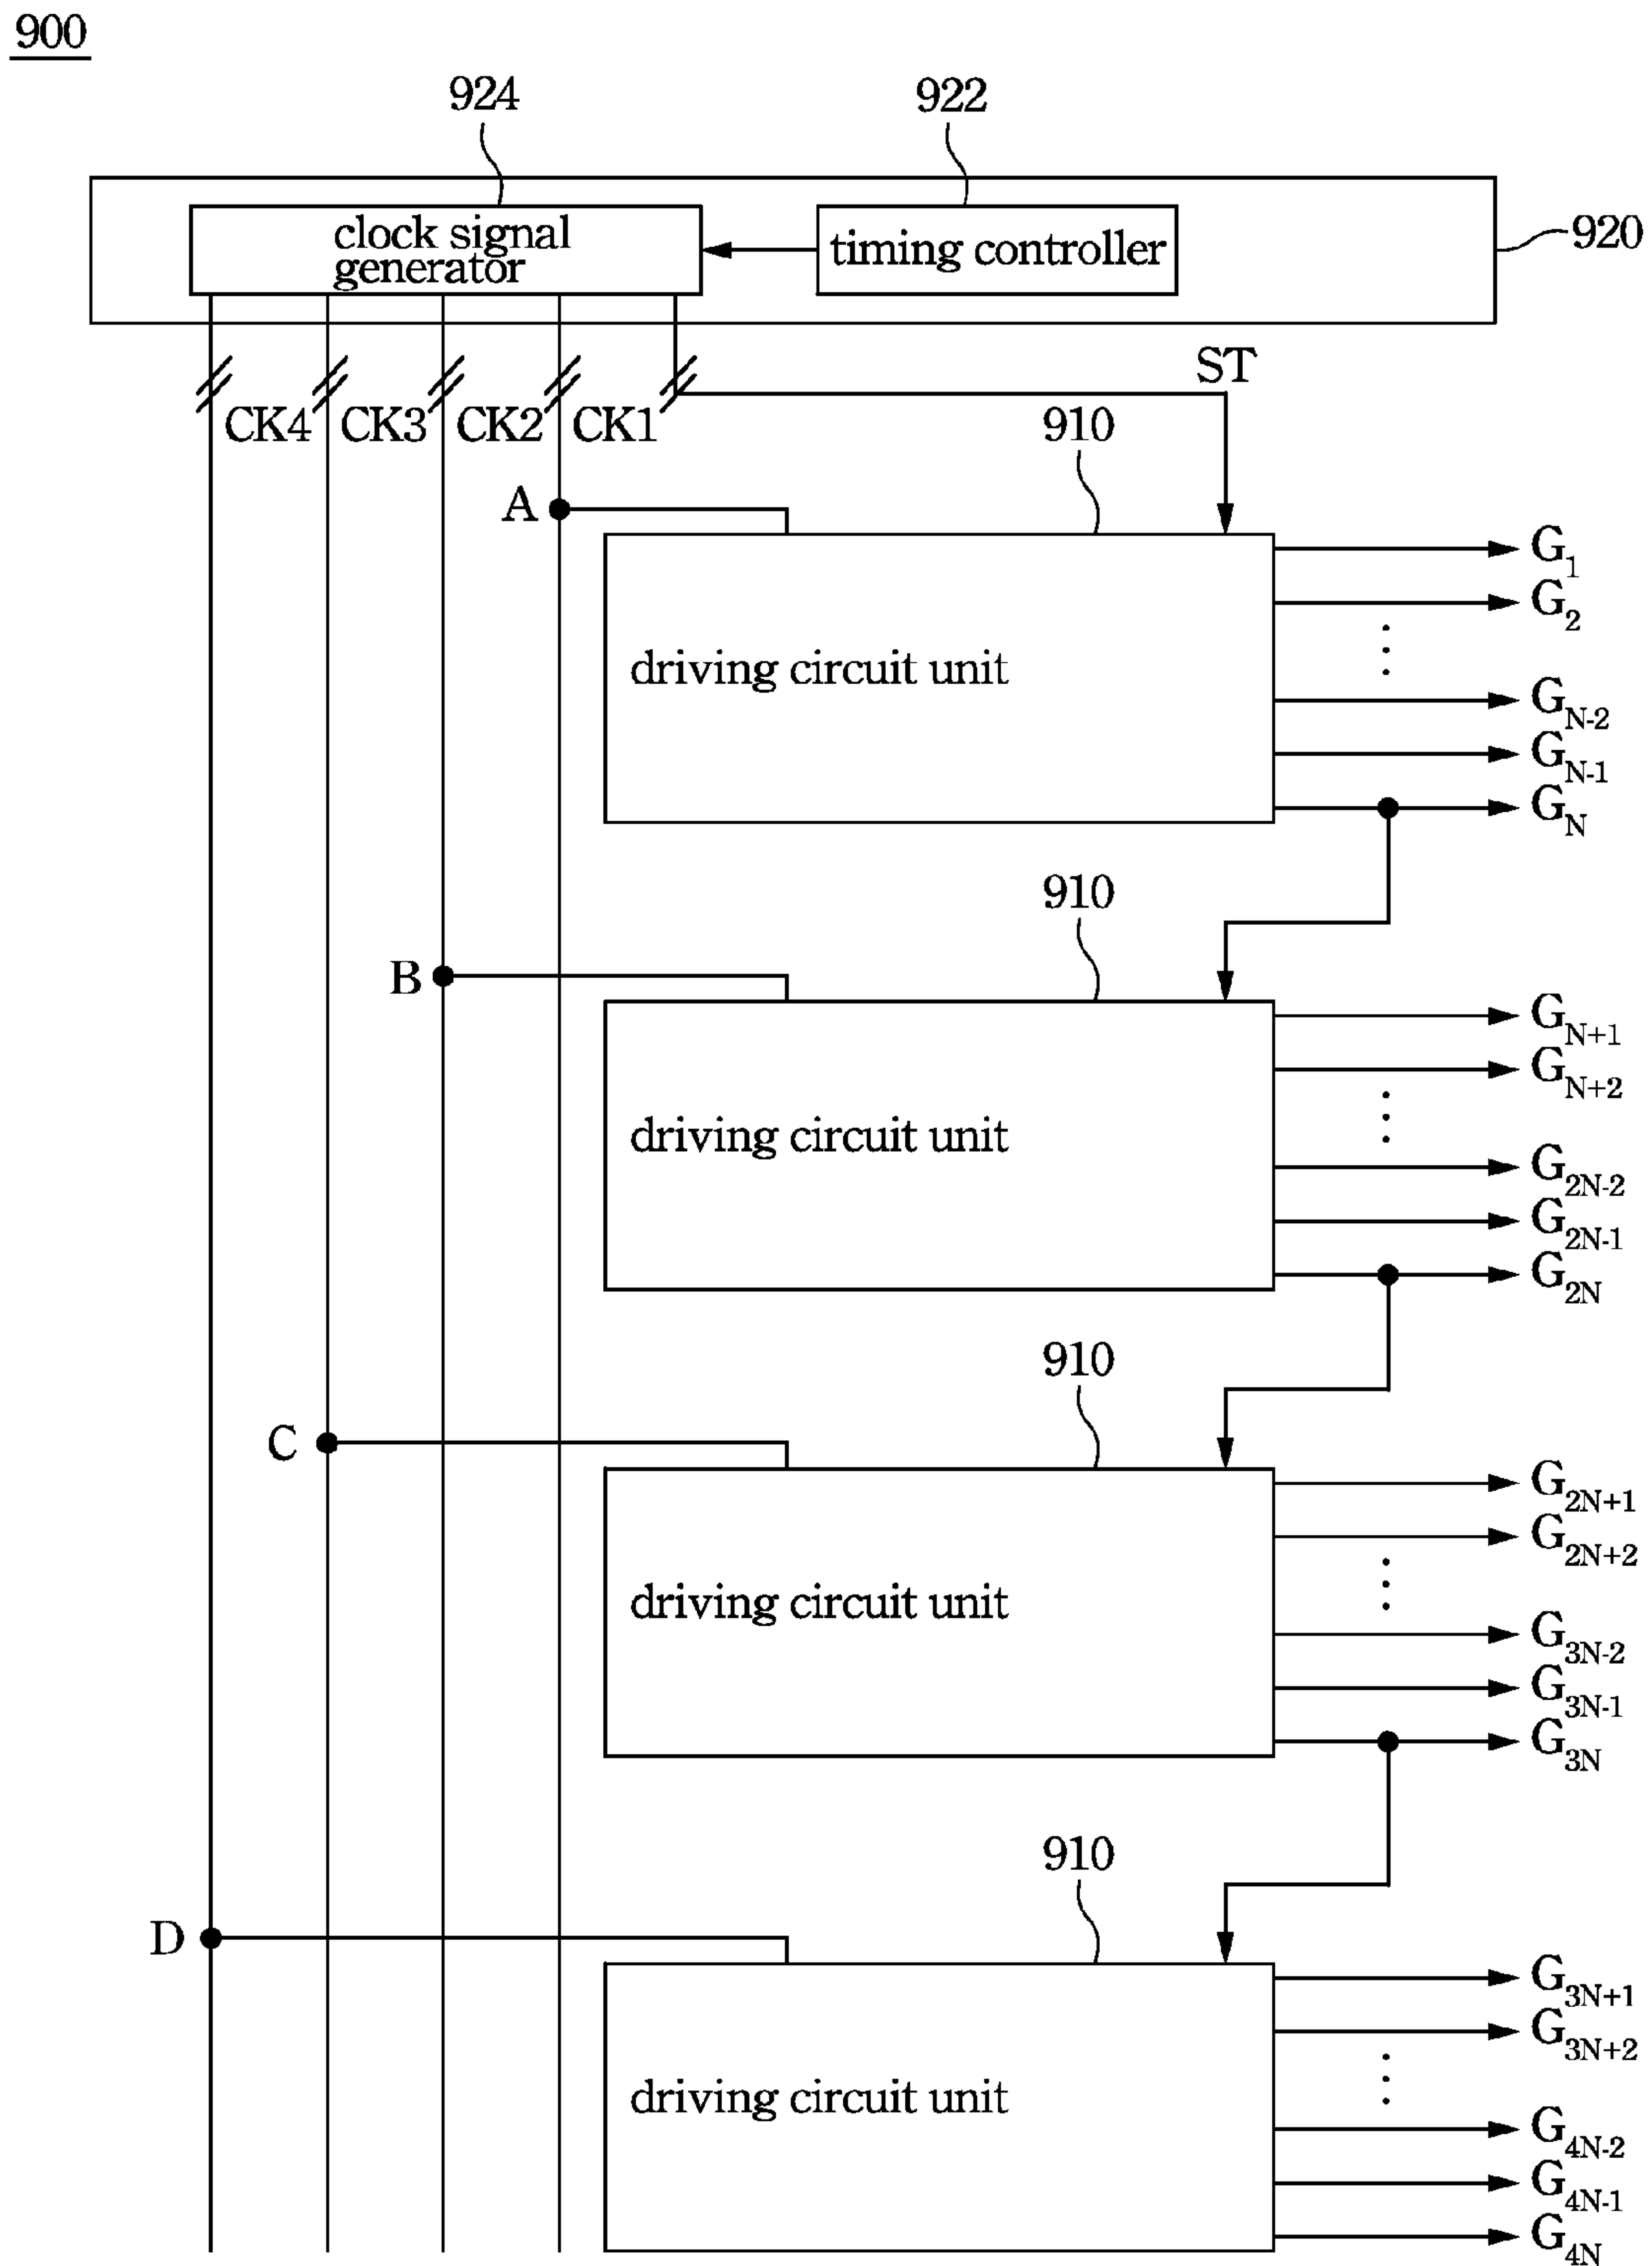 900
924
922
clock signal
generator
timing controller
920
ST
CK4 CK3 CK2 CK1
910
A
G1
G2
driving circuit unit
GN-2
GN-1
GN
910
B
GN+1
GN+2
driving circuit unit
G2N-2
G2N-1
G2N
910
C
G2N+1
G2N+2
driving circuit unit
G3N-2
G3N-1
G3N
910
D
G3N+1
G3N+2
driving circuit unit
G4N-2
G4N-1
G4N